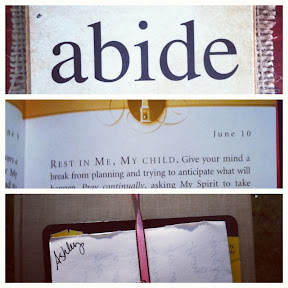 abide
June 10
REST IN ME, MY CHILD. Give your mind a
break from planning and trying to anticipate what will
happen. Pray continually, asking My Spirit to take
Ashley